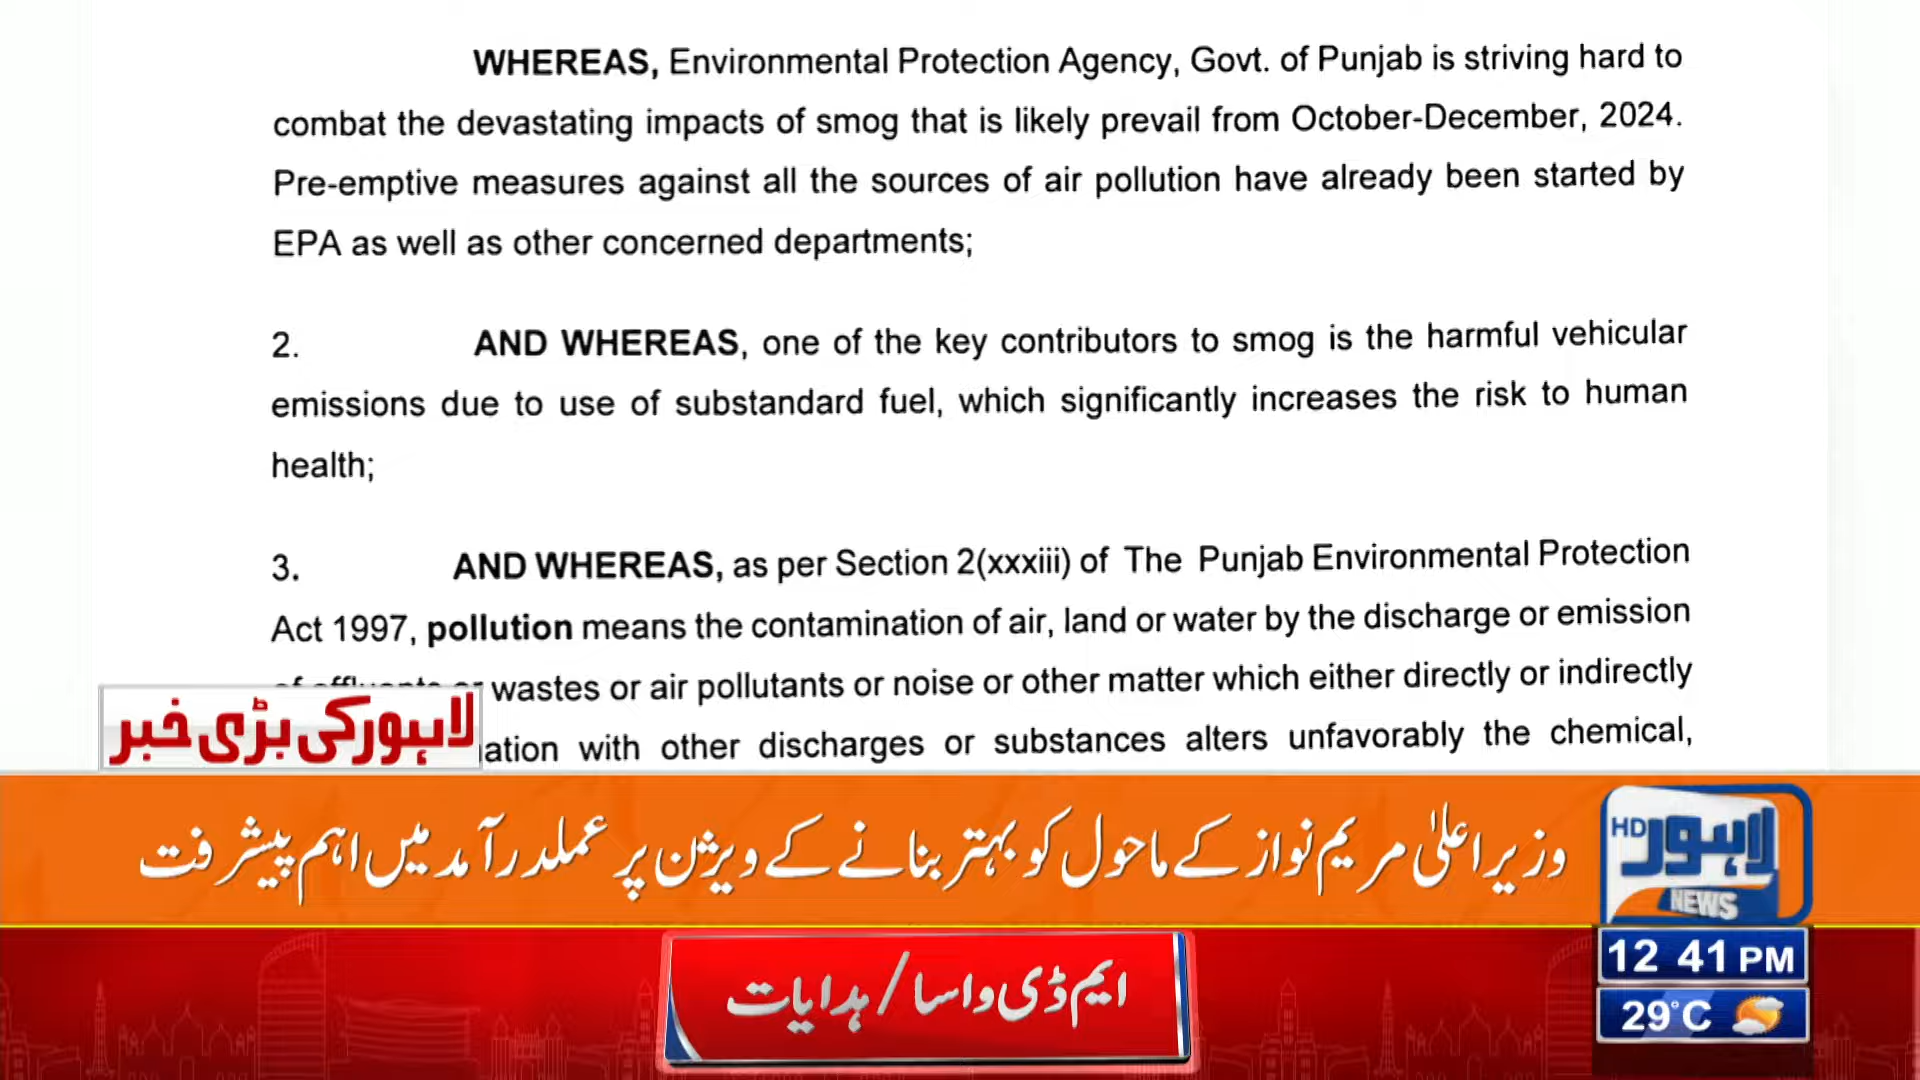 WHEREAS, Environmental Protection Agency, Govt. of Punjab is striving hard to
combat the devastating impacts of smog that is likely prevail from October-December, 2024.
Pre-emptive measures against all the sources of air pollution have already been started by
EPA as well as other concerned departments;
2. AND WHEREAS, one of the key contributors to smog is the harmful vehicular
emissions due to use of substandard fuel, which significantly increases the risk to human
health;
3. AND WHEREAS, as per Section 2(xxxiii) of The Punjab Environmental Protection
Act 1997, pollution means the contamination of air, land or water by the discharge or emission
of effluents or wastes or air pollutants or noise or other matter which either directly or indirectly
ation with other discharges or substances alters unfavorably the chemical,
لاہور کی بڑی خبر
وزیراعلیٰ مریم نواز کے ماحول کو بہتر بنانے کے ویژن پر عملدرآمد میں اہم پیشرفت
لاہور
HD
NEWS
ایم ڈی واسا / ہدایات
12 41 PM
29°C